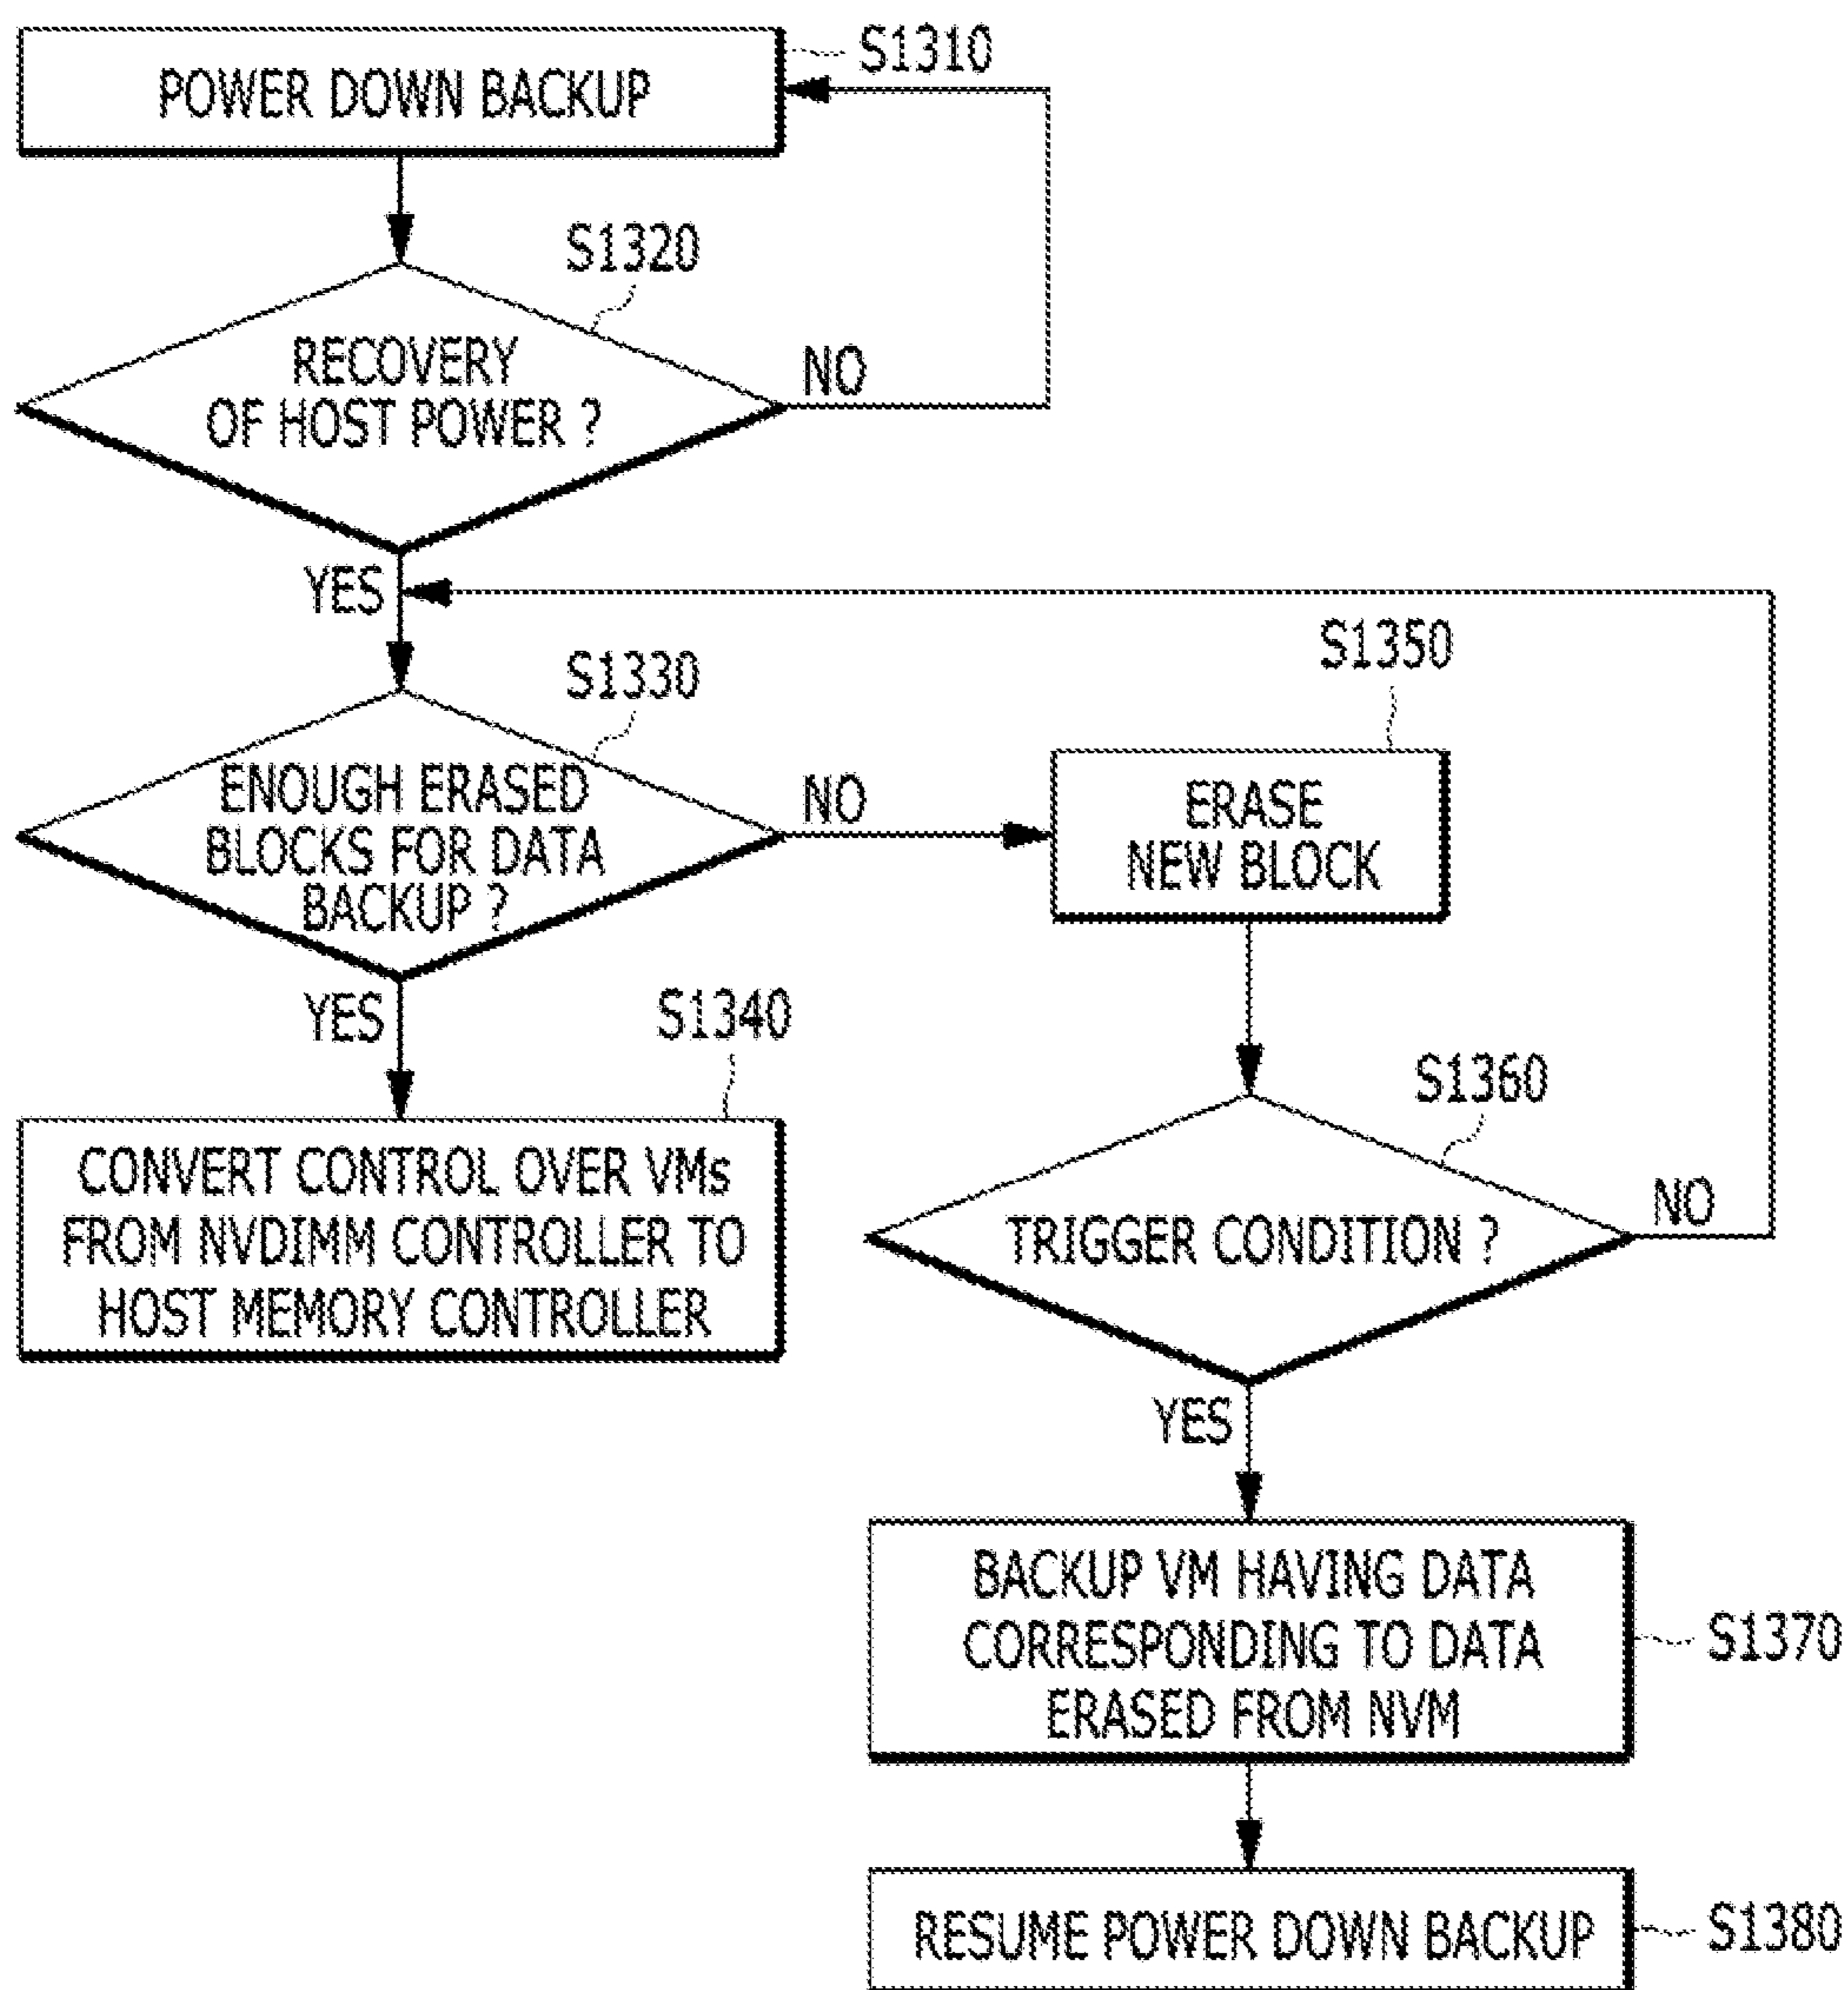 S1310
POWER DOWN BACKUP
S1320
RECOVERY
OF HOST POWER ?
NO
YES
S1330
ENOUGH ERASED
BLOCKS FOR DATA
BACKUP ?
NO
S1350
ERASE
NEW BLOCK
YES
S1340
CONVERT CONTROL OVER VMs
FROM NVDIMM CONTROLLER TO
HOST MEMORY CONTROLLER
S1360
TRIGGER CONDITION ?
NO
YES
BACKUP VM HAVING DATA
CORRESPONDING TO DATA
ERASED FROM NVM
S1370
RESUME POWER DOWN BACKUP
S1380